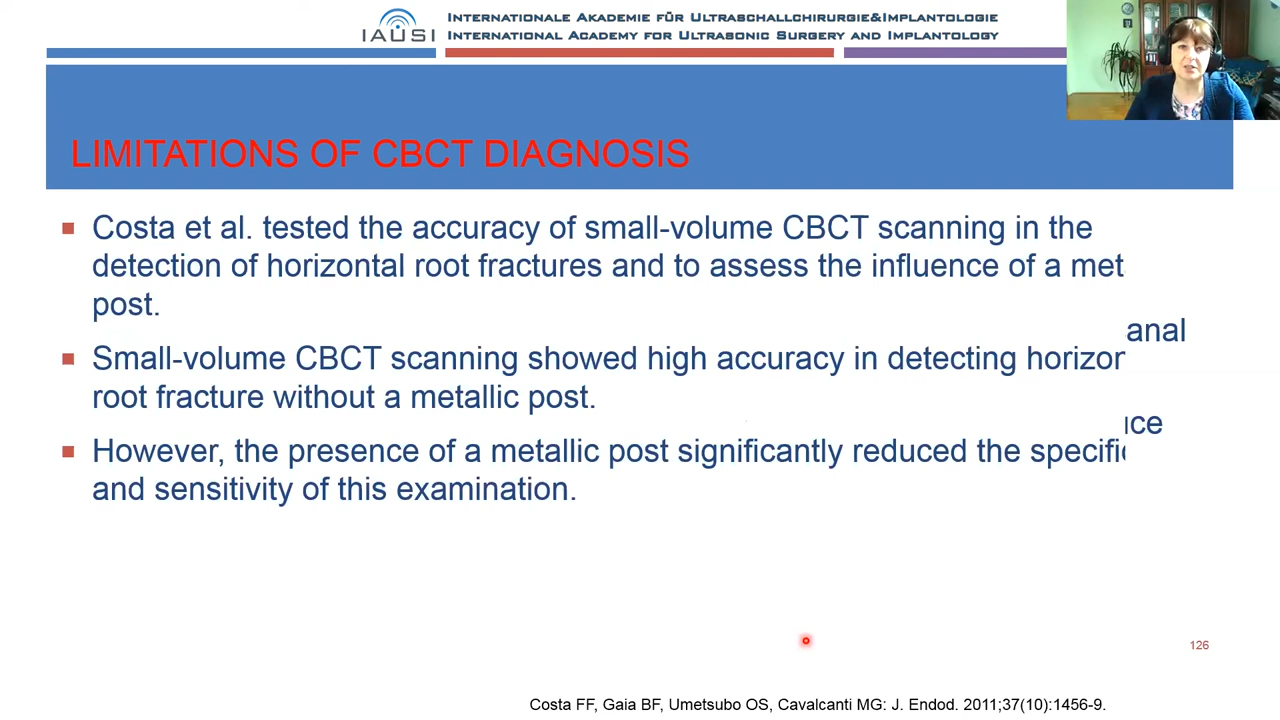 IAUSI
INTERNATIONALE AKADEMIE FÜR ULTRASCHALLCHIRURGIE&IMPLANTOLOGIE
INTERNATIONAL ACADEMY FOR ULTRASONIC SURGERY AND IMPLANTOLOGY
LIMITATIONS OF CBCT DIAGNOSIS
▪ Costa et al. tested the accuracy of small-volume CBCT scanning in the
detection of horizontal root fractures and to assess the influence of a met
post.
anal
▪ Small-volume CBCT scanning showed high accuracy in detecting horizon
root fracture without a metallic post.
ce
▪ However, the presence of a metallic post significantly reduced the specific
and sensitivity of this examination.
126
Costa FF, Gaia BF, Umetsubo OS, Cavalcanti MG: J. Endod. 2011;37(10):1456-9.